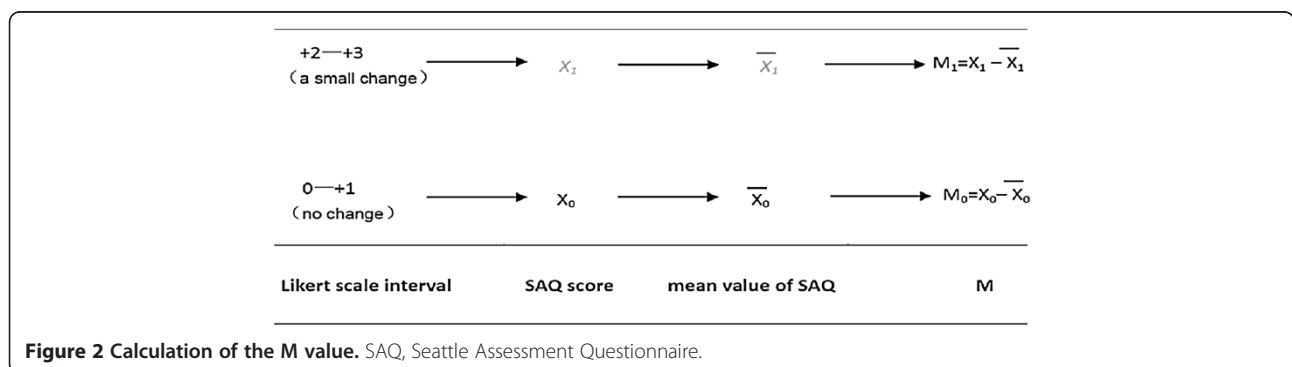 +2—+3
（a small change） X₁ X̅₁ M₁=X₁ – X̅₁
0—+1
（no change） X₀ X̅₀ M₀=X₀–X̅₀
Likert scale interval SAQ score mean value of SAQ M
Figure 2 Calculation of the M value. SAQ, Seattle Assessment Questionnaire.